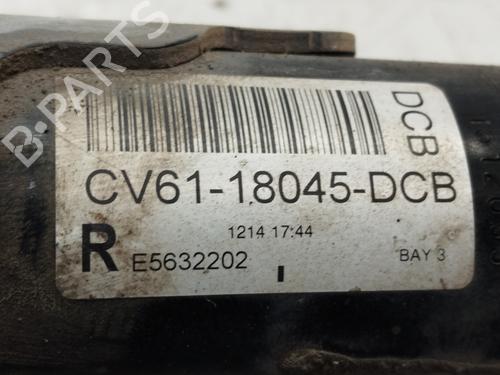 B-PARTS
DCB
CV61-18045-DCB
1214 17:44
R E5632202
BAY 3